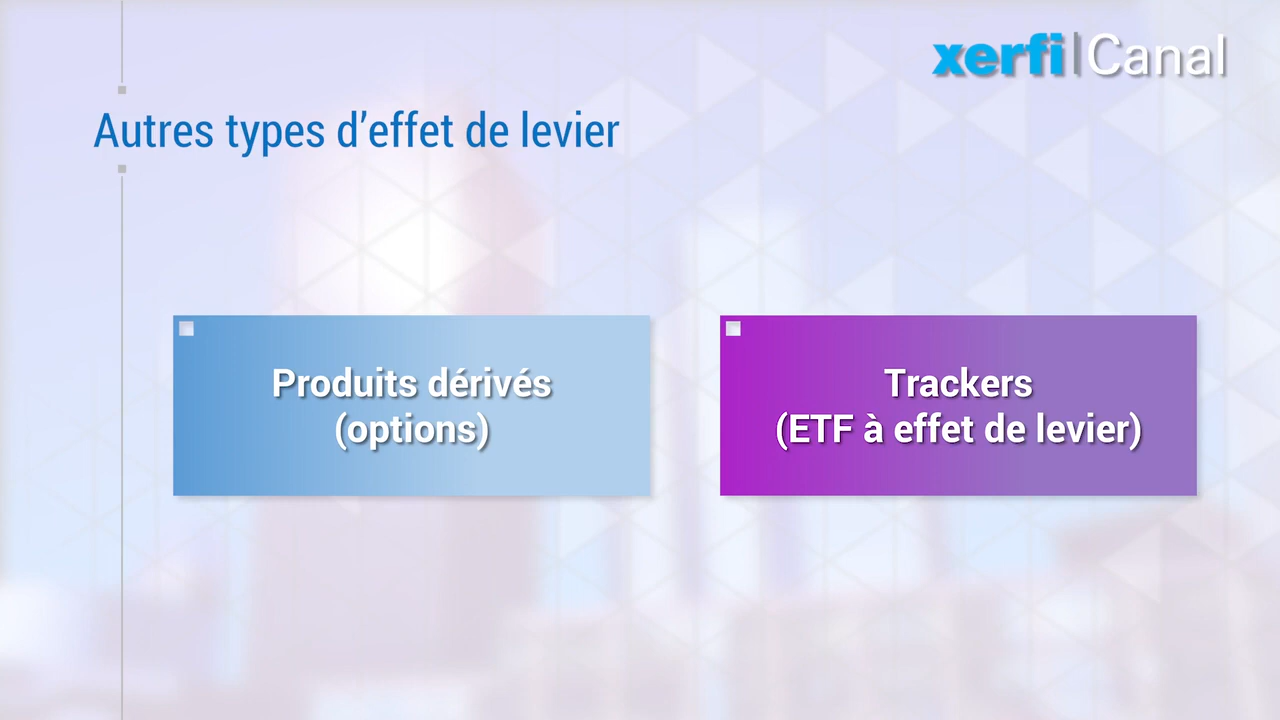 xerfi|Canal
Autres types d’effet de levier
Produits dérivés
(options)
Trackers
(ETF à effet de levier)